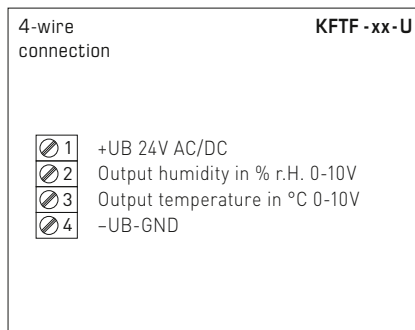 4-wire KFTF - xx - U
connection
1 +UB 24V AC/DC
2 Output humidity in % r.H. 0-10V
3 Output temperature in °C 0-10V
4 –UB-GND